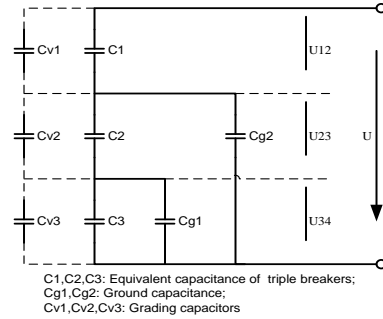 Cv1 C1 U12
Cv2 C2 Cg2 U23 U
Cv3 C3 Cg1 U34
C1,C2,C3: Equivalent capacitance of triple breakers;
Cg1,Cg2: Ground capacitance;
Cv1,Cv2,Cv3: Grading capacitors